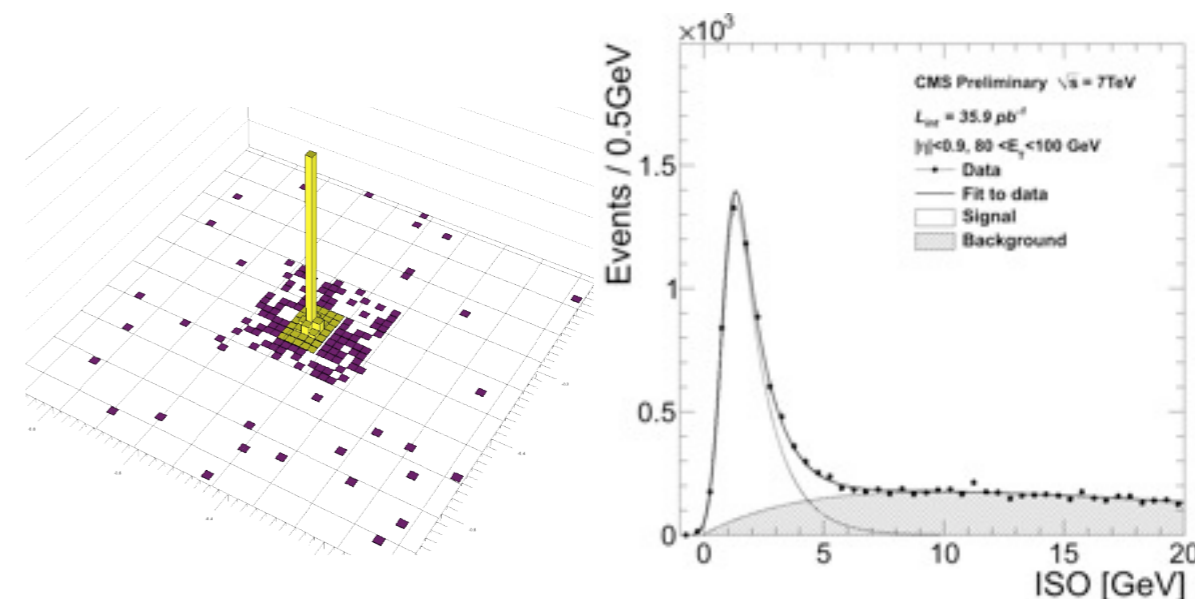 ×10³
Events / 0.5GeV
CMS Preliminary √s = 7TeV
L_int = 35.9 pb⁻¹
|η|<0.9, 80 <E_T<100 GeV
Data
Fit to data
Signal
Background
1.5
1
0.5
0
0 5 10 15 20
ISO [GeV]